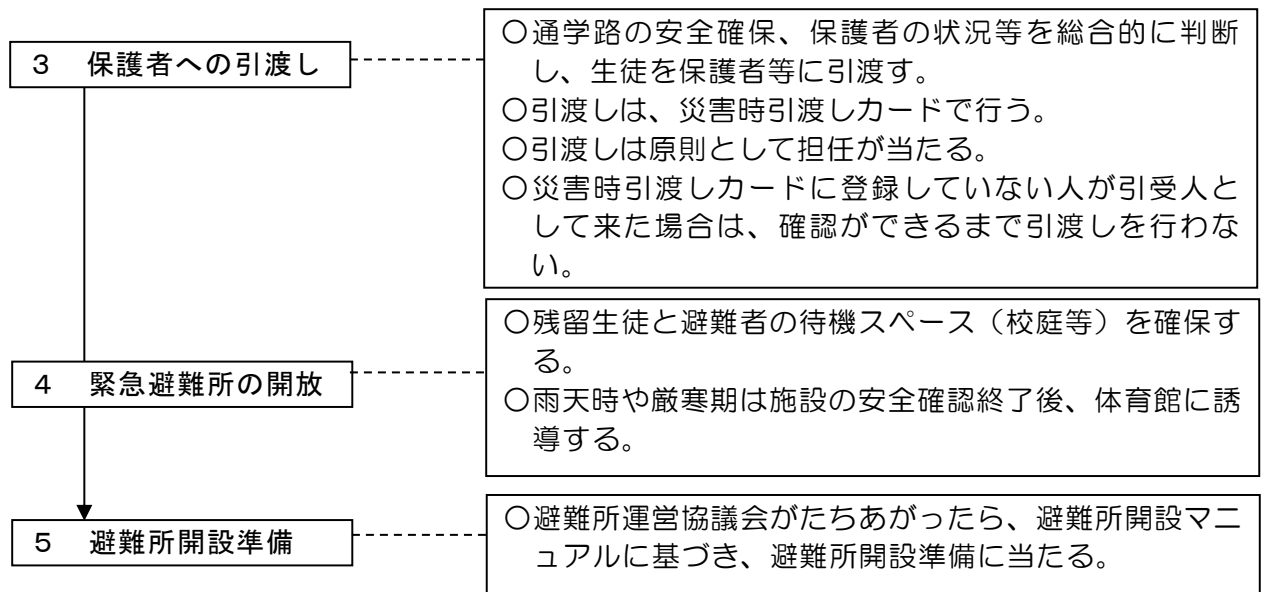 ３　保護者への引渡し
○通学路の安全確保、保護者の状況等を総合的に判断
し、生徒を保護者等に引渡す。
○引渡しは、災害時引渡しカードで行う。
○引渡しは原則として担任が当たる。
○災害時引渡しカードに登録していない人が引受人と
して来た場合は、確認ができるまで引渡しを行わな
い。
４　緊急避難所の開放
○残留生徒と避難者の待機スペース（校庭等）を確保す
る。
○雨天時や厳寒期は施設の安全確認終了後、体育館に誘
導する。
５　避難所開設準備
○避難所運営協議会がたちあがったら、避難所開設マニ
ュアルに基づき、避難所開設準備に当たる。